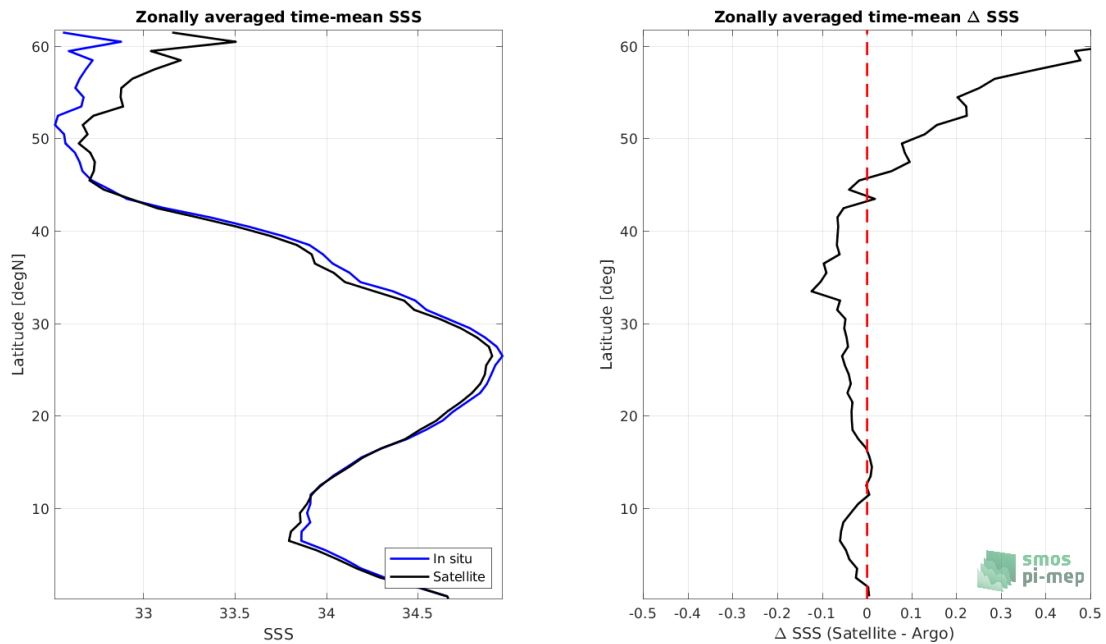 Zonally averaged time-mean SSS
60
50
40
30
20
10
Latitude [degN]
33
33.5
34
34.5
SSS
In situ
Satellite
Zonally averaged time-mean Δ SSS
60
50
40
30
20
10
Latitude [deg]
-0.5
-0.4
-0.3
-0.2
-0.1
0
0.1
0.2
0.3
0.4
0.5
Δ SSS (Satellite - Argo)
smos
pi-mep